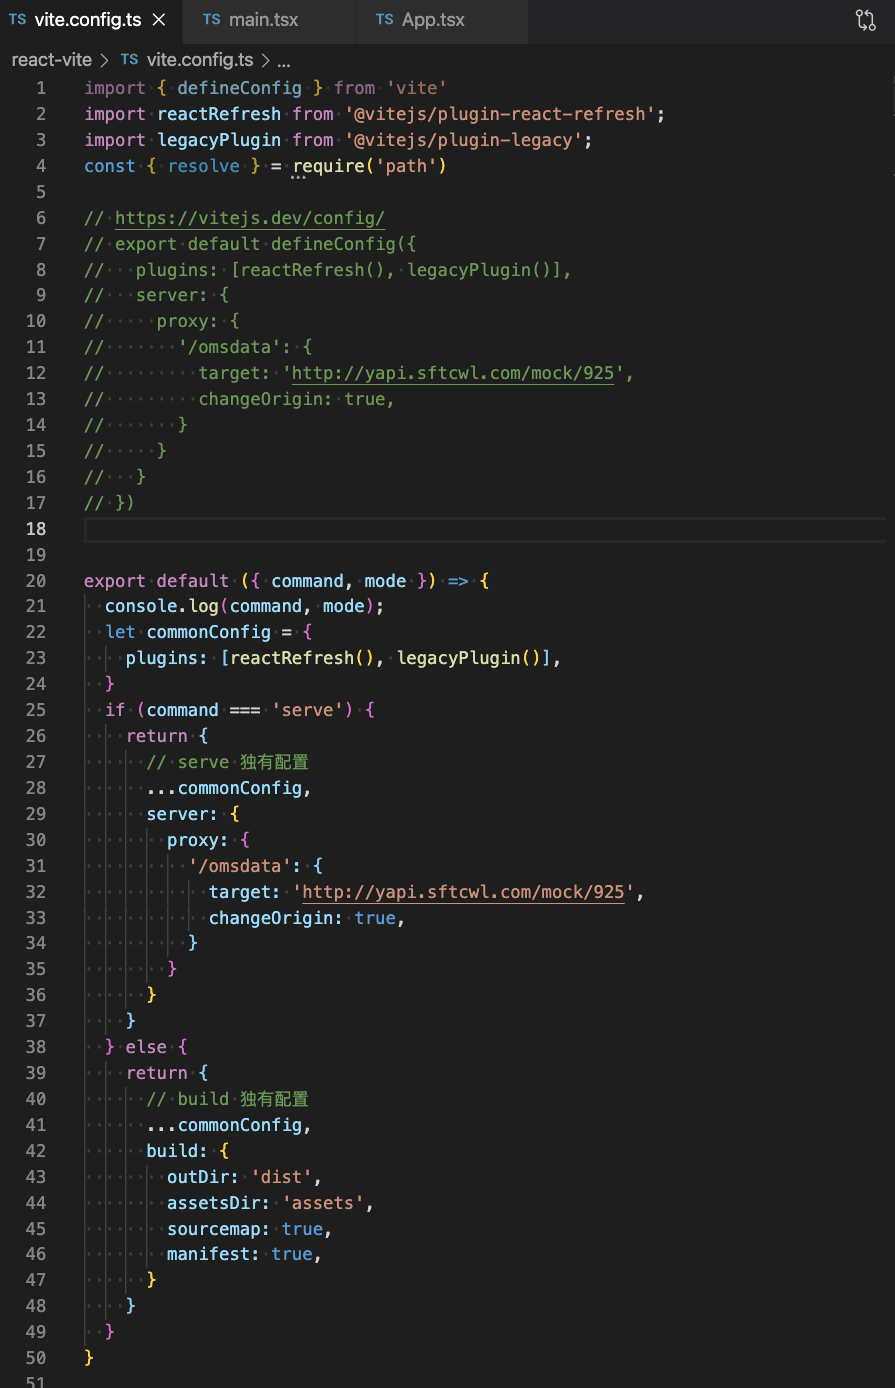 TS vite.config.ts × TS main.tsx TS App.tsx
react-vite > TS vite.config.ts > ...
1 import { defineConfig } from 'vite'
2 import reactRefresh from '@vitejs/plugin-react-refresh';
3 import legacyPlugin from '@vitejs/plugin-legacy';
4 const { resolve } = require('path')
5
6 // https://vitejs.dev/config/
7 // export default defineConfig({
8 //   plugins: [reactRefresh(), legacyPlugin()],
9 //   server: {
10 //     proxy: {
11 //       '/omsdata': {
12 //         target: 'http://yapi.sftcwl.com/mock/925',
13 //         changeOrigin: true,
14 //       }
15 //     }
16 //   }
17 // })
18
19
20 export default ({ command, mode }) => {
21   console.log(command, mode);
22   let commonConfig = {
23     plugins: [reactRefresh(), legacyPlugin()],
24   }
25   if (command === 'serve') {
26     return {
27       // serve 独有配置
28       ...commonConfig,
29       server: {
30         proxy: {
31           '/omsdata': {
32             target: 'http://yapi.sftcwl.com/mock/925',
33             changeOrigin: true,
34           }
35         }
36       }
37     }
38   } else {
39     return {
40       // build 独有配置
41       ...commonConfig,
42       build: {
43         outDir: 'dist',
44         assetsDir: 'assets',
45         sourcemap: true,
46         manifest: true,
47       }
48     }
49   }
50 }
51